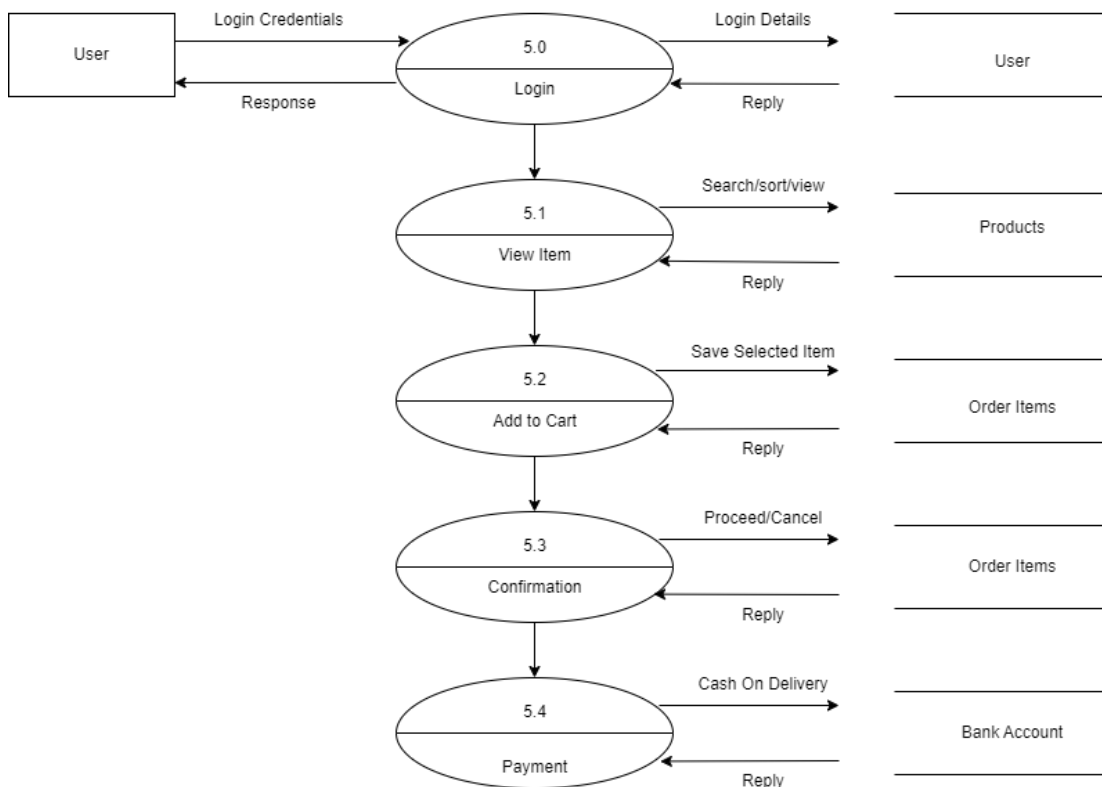 Login Credentials
Login Details
User
5.0
User
Login
Response
Reply
Search/sort/view
5.1
Products
View Item
Reply
Save Selected Item
5.2
Order Items
Add to Cart
Reply
Proceed/Cancel
5.3
Order Items
Confirmation
Reply
Cash On Delivery
5.4
Bank Account
Payment
Reply